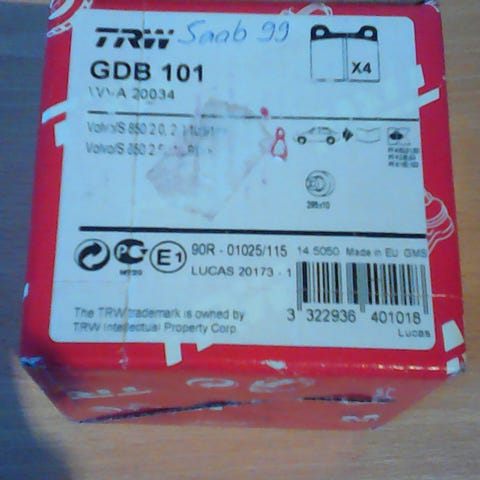 TRW Saab 99
GDB 101
X4
WVA 20034
Volvo/S 850 2.0, 2.
Volvo/S 850 2.
8
90R - 01025/115 14.5050 Made in EU GMS
E1
LUCAS 20173 - 1
The TRW trademark is owned by
TRW Intellectual Property Corp.
3 322936 401018
Lucas